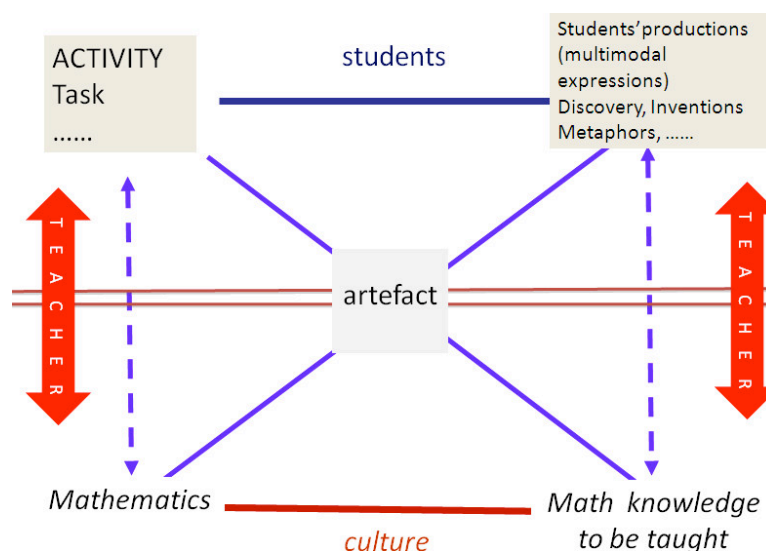 ACTIVITY
Task
......
students
Students' productions
(multimodal
expressions)
Discovery, Inventions
Metaphors, ......
TEACHER
artefact
TEACHER
Mathematics
culture
Math knowledge
to be taught